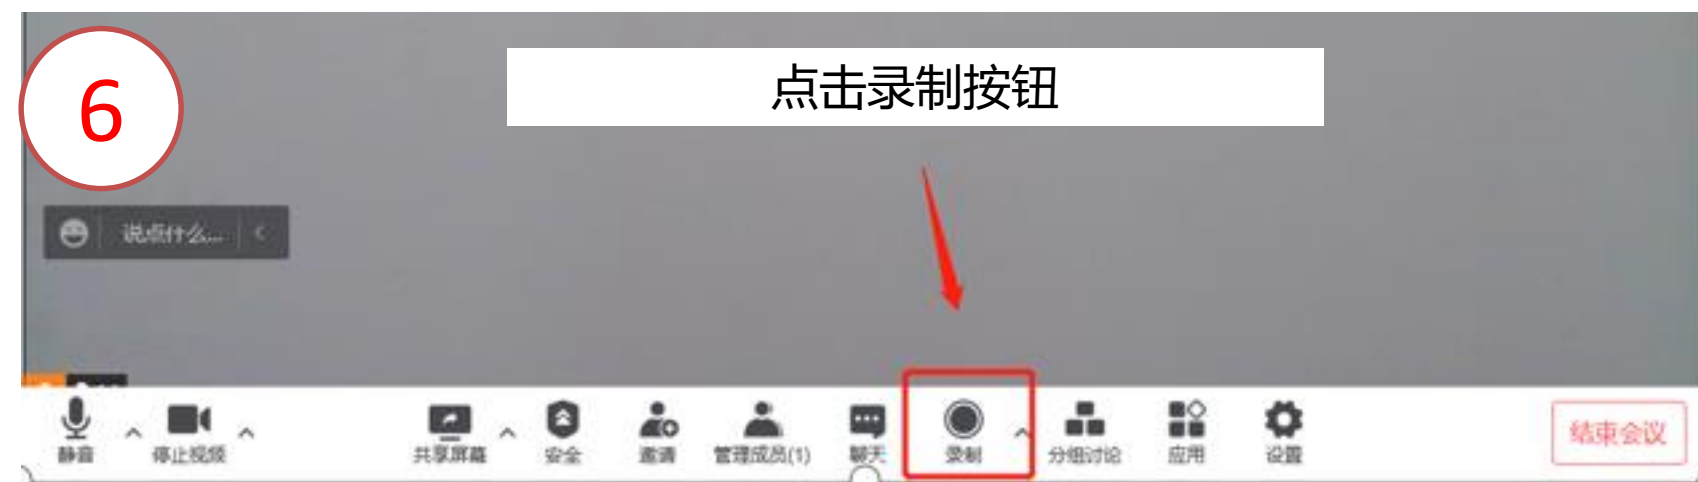 6
点击录制按钮
说点什么...
静音
停止视频
共享屏幕
安全
邀请
管理成员(1)
聊天
录制
分组讨论
应用
设置
结束会议